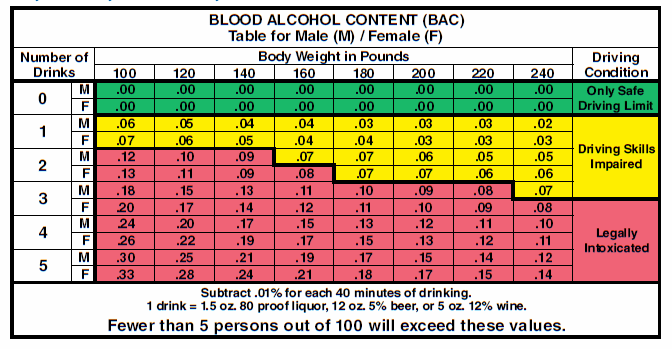 BLOOD ALCOHOL CONTENT (BAC)
Table for Male (M) / Female (F)
Number of Drinks Body Weight in Pounds Driving Condition
100 120 140 160 180 200 220 240
0 M .00 .00 .00 .00 .00 .00 .00 .00 Only Safe
F .00 .00 .00 .00 .00 .00 .00 .00 Driving Limit
1 M .06 .05 .04 .04 .03 .03 .03 .02 Driving Skills Impaired
F .07 .06 .05 .04 .04 .03 .03 .03
2 M .12 .10 .09 .07 .07 .06 .05 .05
F .13 .11 .09 .08 .07 .07 .06 .06
3 M .18 .15 .13 .11 .10 .09 .08 .07
F .20 .17 .14 .12 .11 .10 .09 .08 Legally Intoxicated
4 M .24 .20 .17 .15 .13 .12 .11 .10
F .26 .22 .19 .17 .15 .13 .12 .11
5 M .30 .25 .21 .19 .17 .15 .14 .12
F .33 .28 .24 .21 .18 .17 .15 .14
Subtract .01% for each 40 minutes of drinking.
1 drink = 1.5 oz. 80 proof liquor, 12 oz. 5% beer, or 5 oz. 12% wine.
Fewer than 5 persons out of 100 will exceed these values.